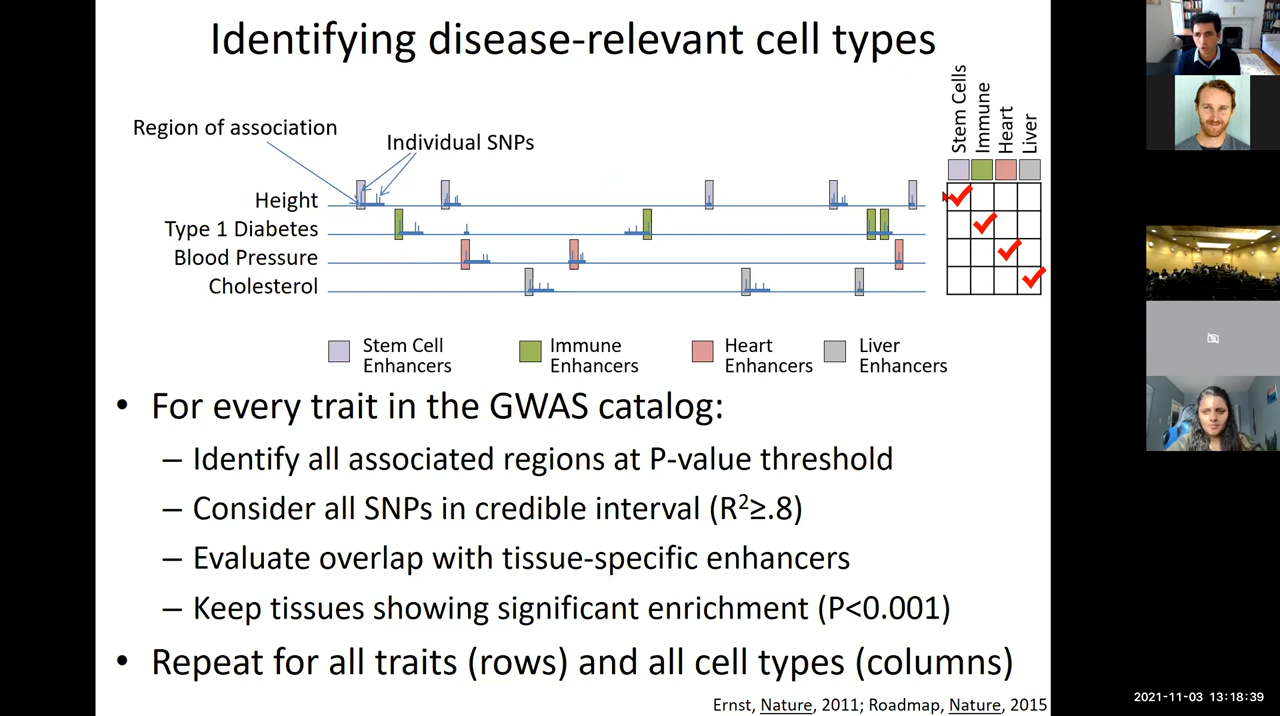 Identifying disease-relevant cell types
Stem Cells
Immune
Heart
Liver
Region of association
Individual SNPs
Height
Type 1 Diabetes
Blood Pressure
Cholesterol
Stem Cell
Enhancers
Immune
Enhancers
Heart
Enhancers
Liver
Enhancers
• For every trait in the GWAS catalog:
– Identify all associated regions at P-value threshold
– Consider all SNPs in credible interval (R²≥.8)
– Evaluate overlap with tissue-specific enhancers
– Keep tissues showing significant enrichment (P<0.001)
• Repeat for all traits (rows) and all cell types (columns)
Ernst, Nature, 2011; Roadmap, Nature, 2015
2021-11-03 13:18:39